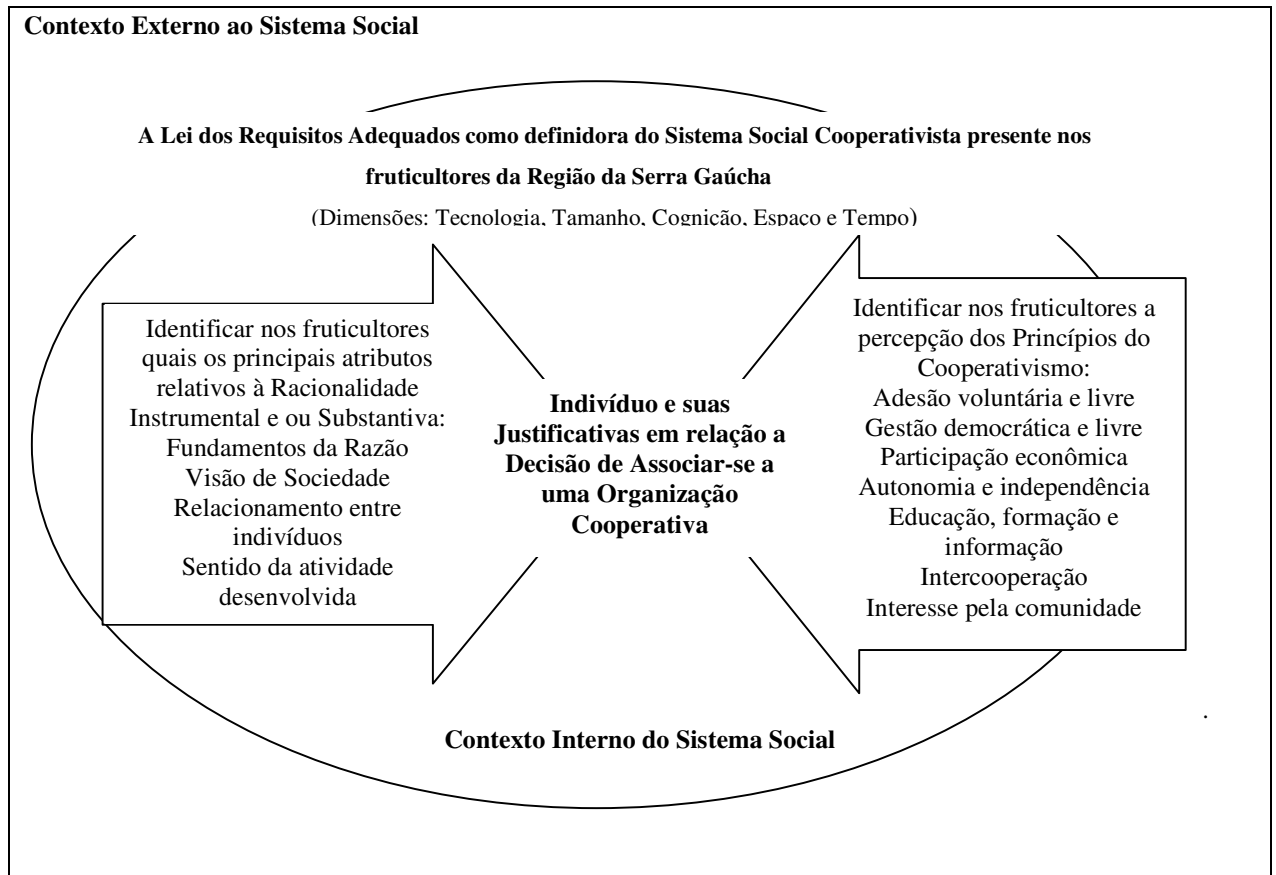 Contexto Externo ao Sistema Social
A Lei dos Requisitos Adequados como definidora do Sistema Social Cooperativista presente nos
fruticultores da Região da Serra Gaúcha
(Dimensões: Tecnologia, Tamanho, Cognição, Espaço e Tempo)
Identificar nos fruticultores
quais os principais atributos
relativos à Racionalidade
Instrumental e ou Substantiva:
Fundamentos da Razão
Visão de Sociedade
Relacionamento entre
indivíduos
Sentido da atividade
desenvolvida
Indivíduo e suas
Justificativas em relação a
Decisão de Associar-se a
uma Organização
Cooperativa
Identificar nos fruticultores a
percepção dos Princípios do
Cooperativismo:
Adesão voluntária e livre
Gestão democrática e livre
Participação econômica
Autonomia e independência
Educação, formação e
informação
Intercooperação
Interesse pela comunidade
.
Contexto Interno do Sistema Social